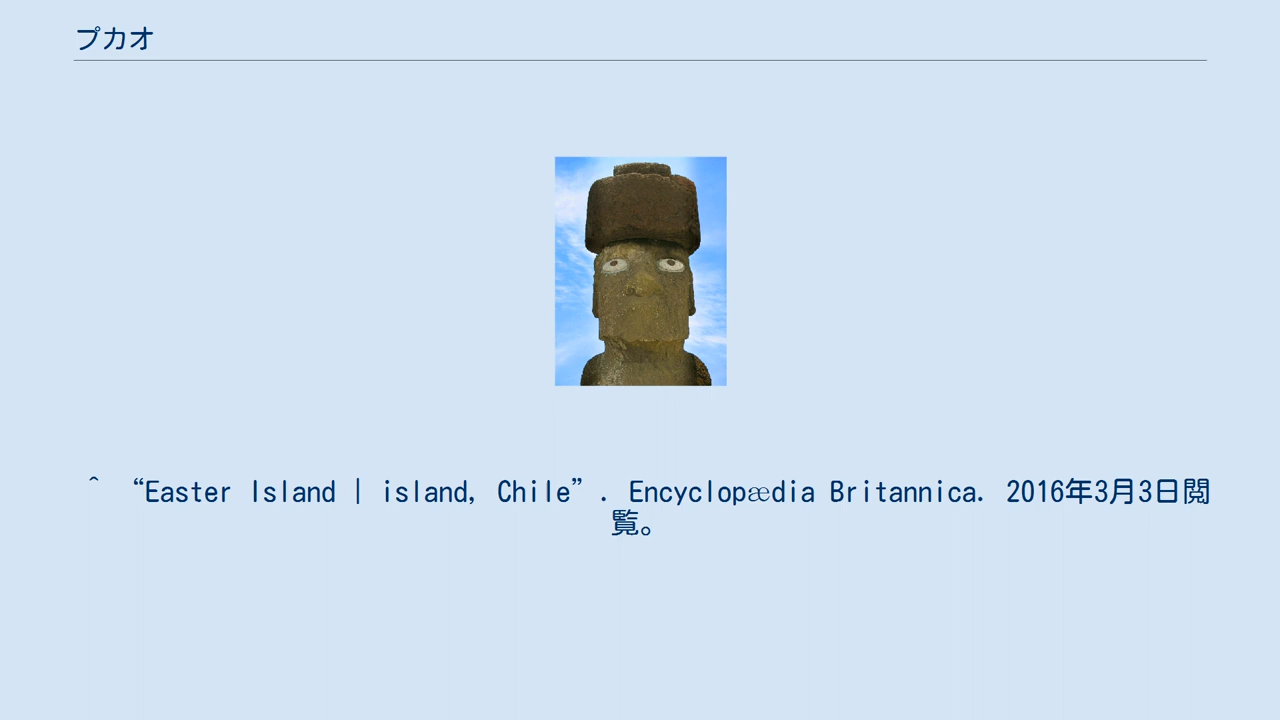 プカオ
^ “Easter Island | island, Chile”. Encyclopædia Britannica. 2016年3月3日閲
覧。